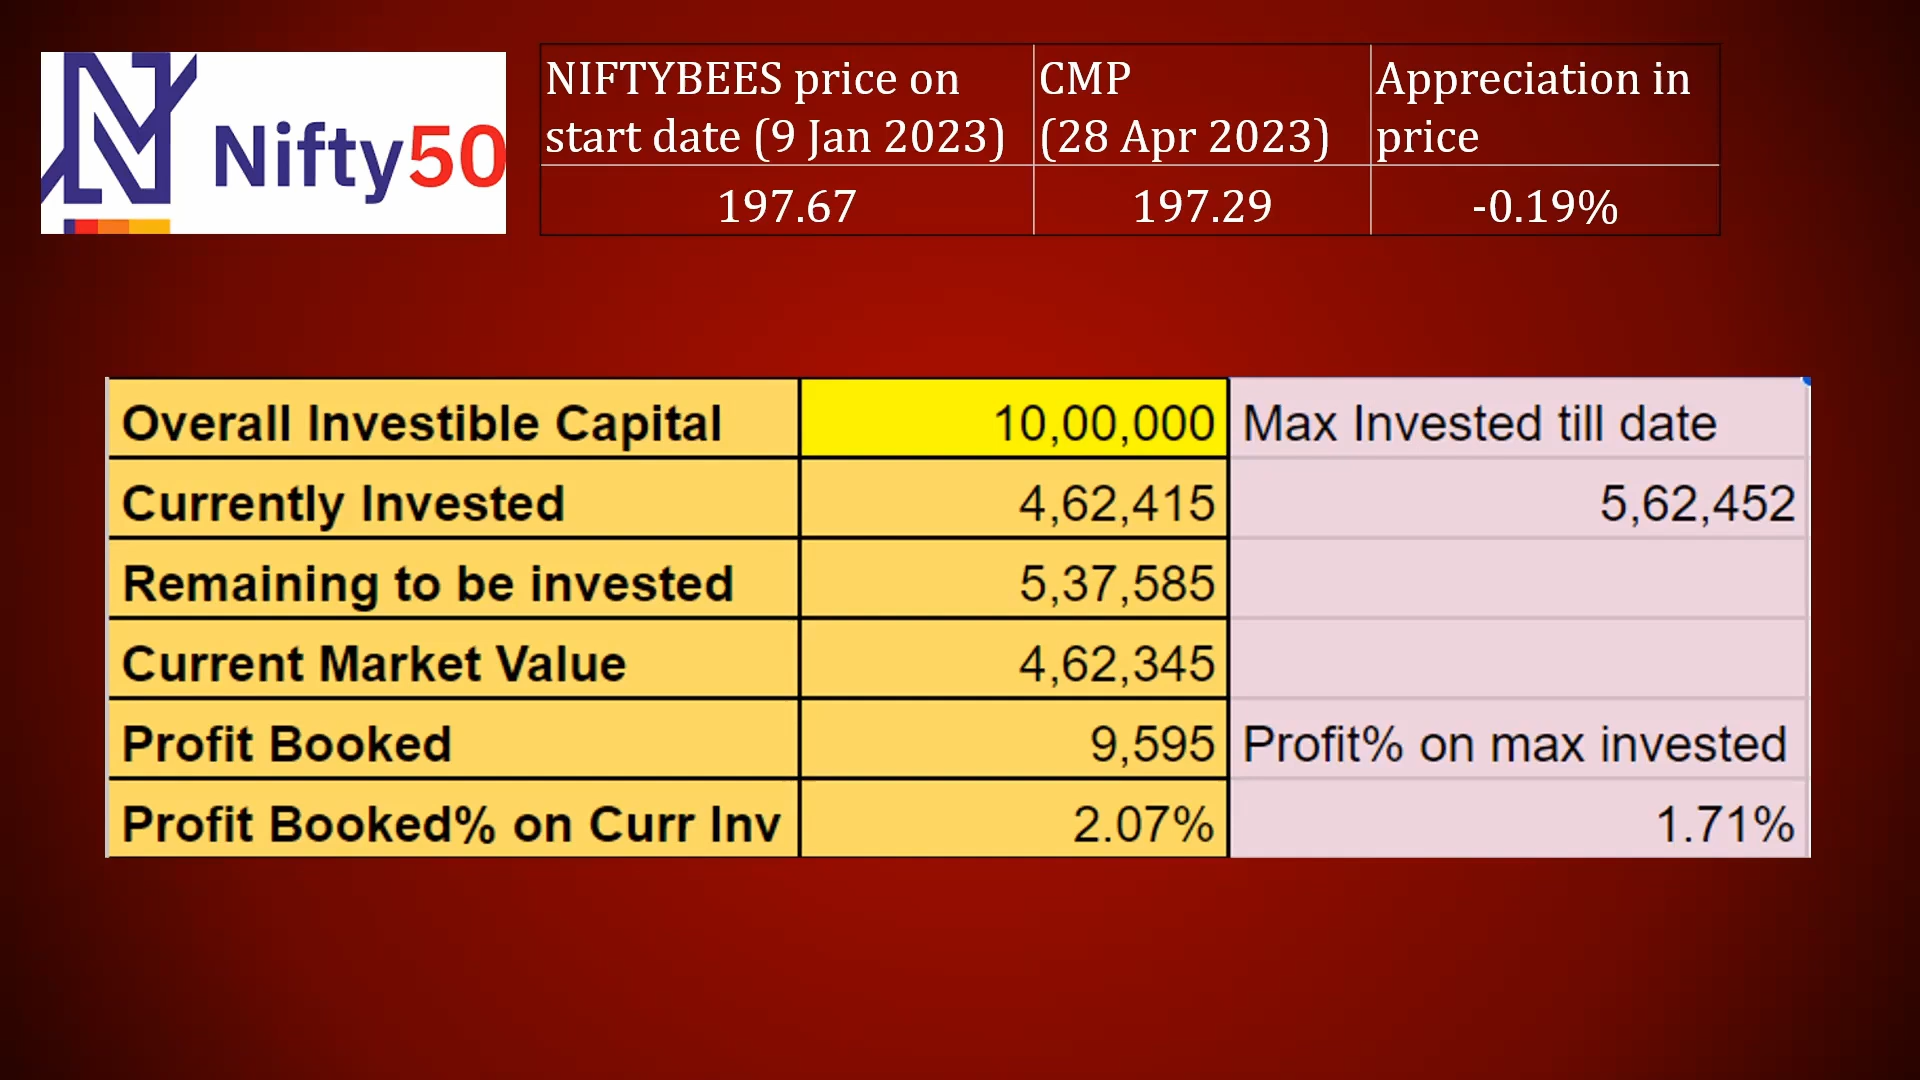 Nifty50
NIFTYBEES price on
start date (9 Jan 2023)
CMP
(28 Apr 2023)
Appreciation in
price
197.67
197.29
-0.19%
Overall Investible Capital
10,00,000
Max Invested till date
Currently Invested
4,62,415
5,62,452
Remaining to be invested
5,37,585
Current Market Value
4,62,345
Profit Booked
9,595
Profit% on max invested
Profit Booked% on Curr Inv
2.07%
1.71%